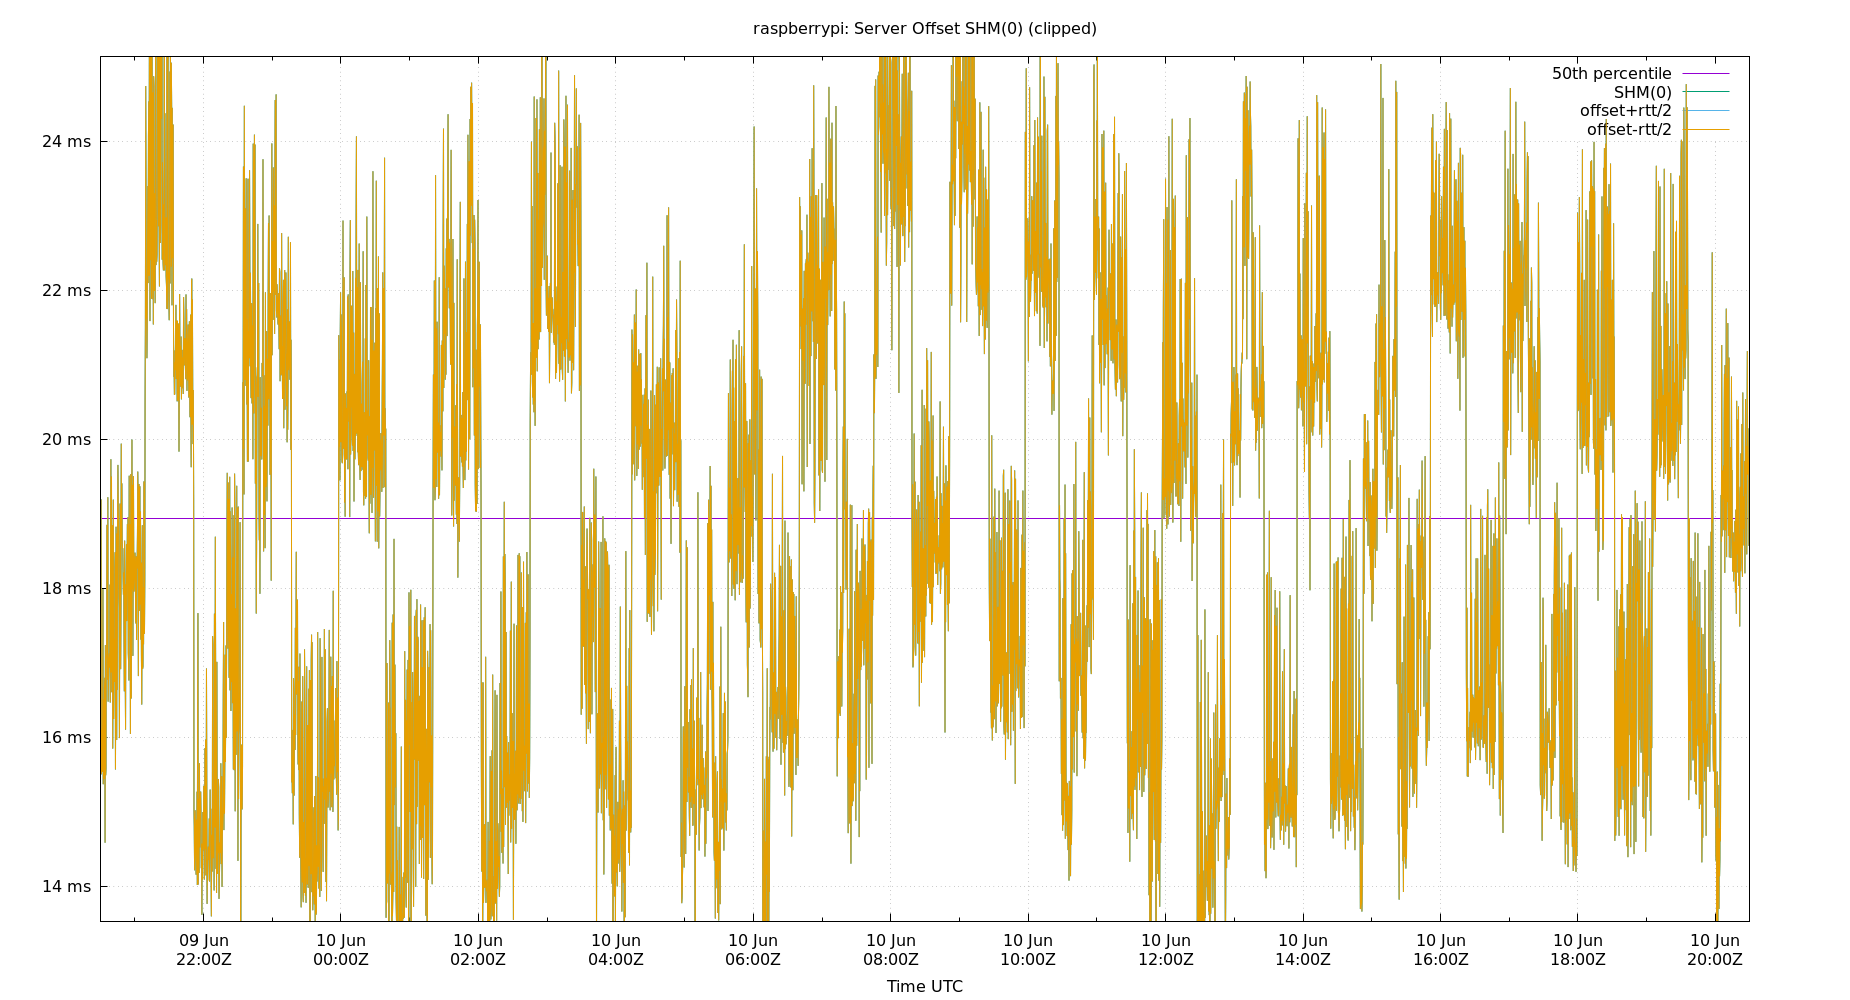 raspberrypi: Server Offset SHM(0) (clipped)
50th percentile
SHM(0)
offset+rtt/2
offset-rtt/2
24 ms
22 ms
20 ms
18 ms
16 ms
14 ms
09 Jun 10 Jun 10 Jun 10 Jun 10 Jun 10 Jun 10 Jun 10 Jun 10 Jun 10 Jun 10 Jun 10 Jun
22:00Z 00:00Z 02:00Z 04:00Z 06:00Z 08:00Z 10:00Z 12:00Z 14:00Z 16:00Z 18:00Z 20:00Z
Time UTC